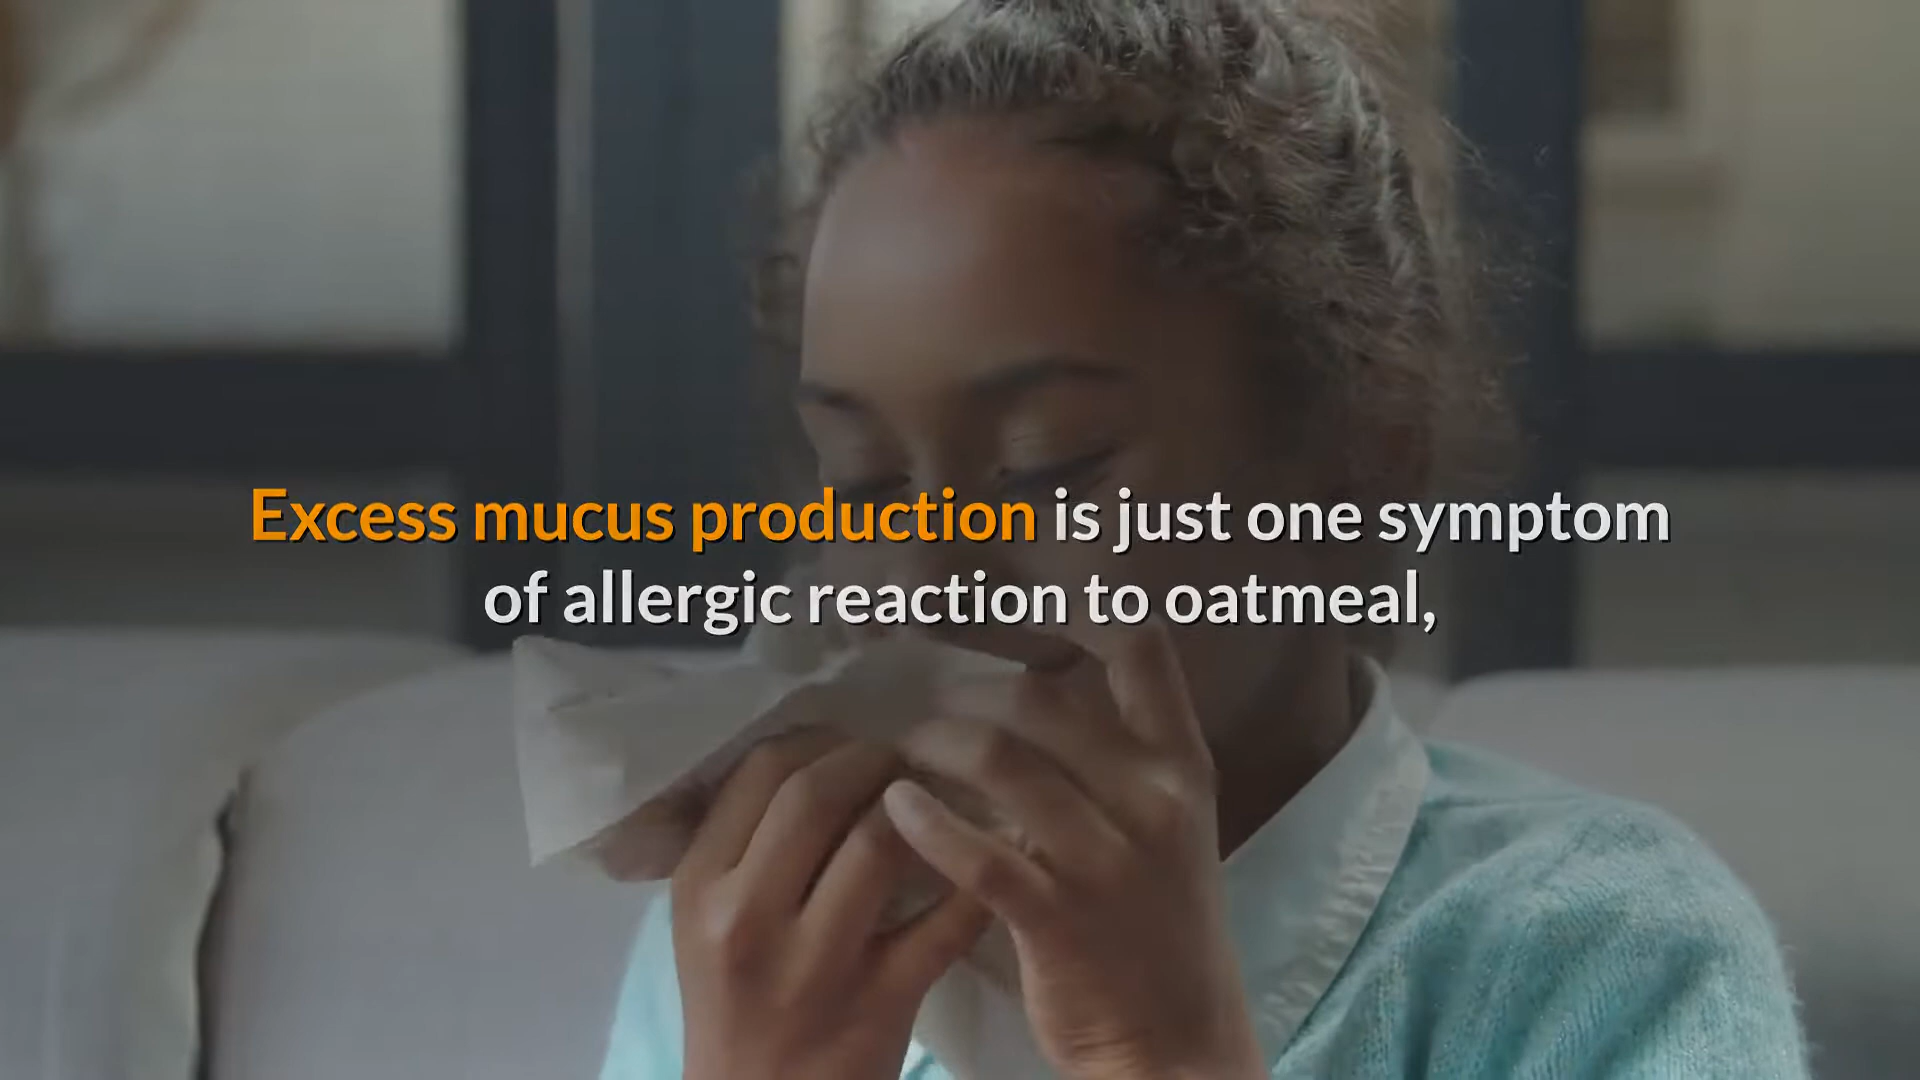 Excess mucus production is just one symptom
of allergic reaction to oatmeal,